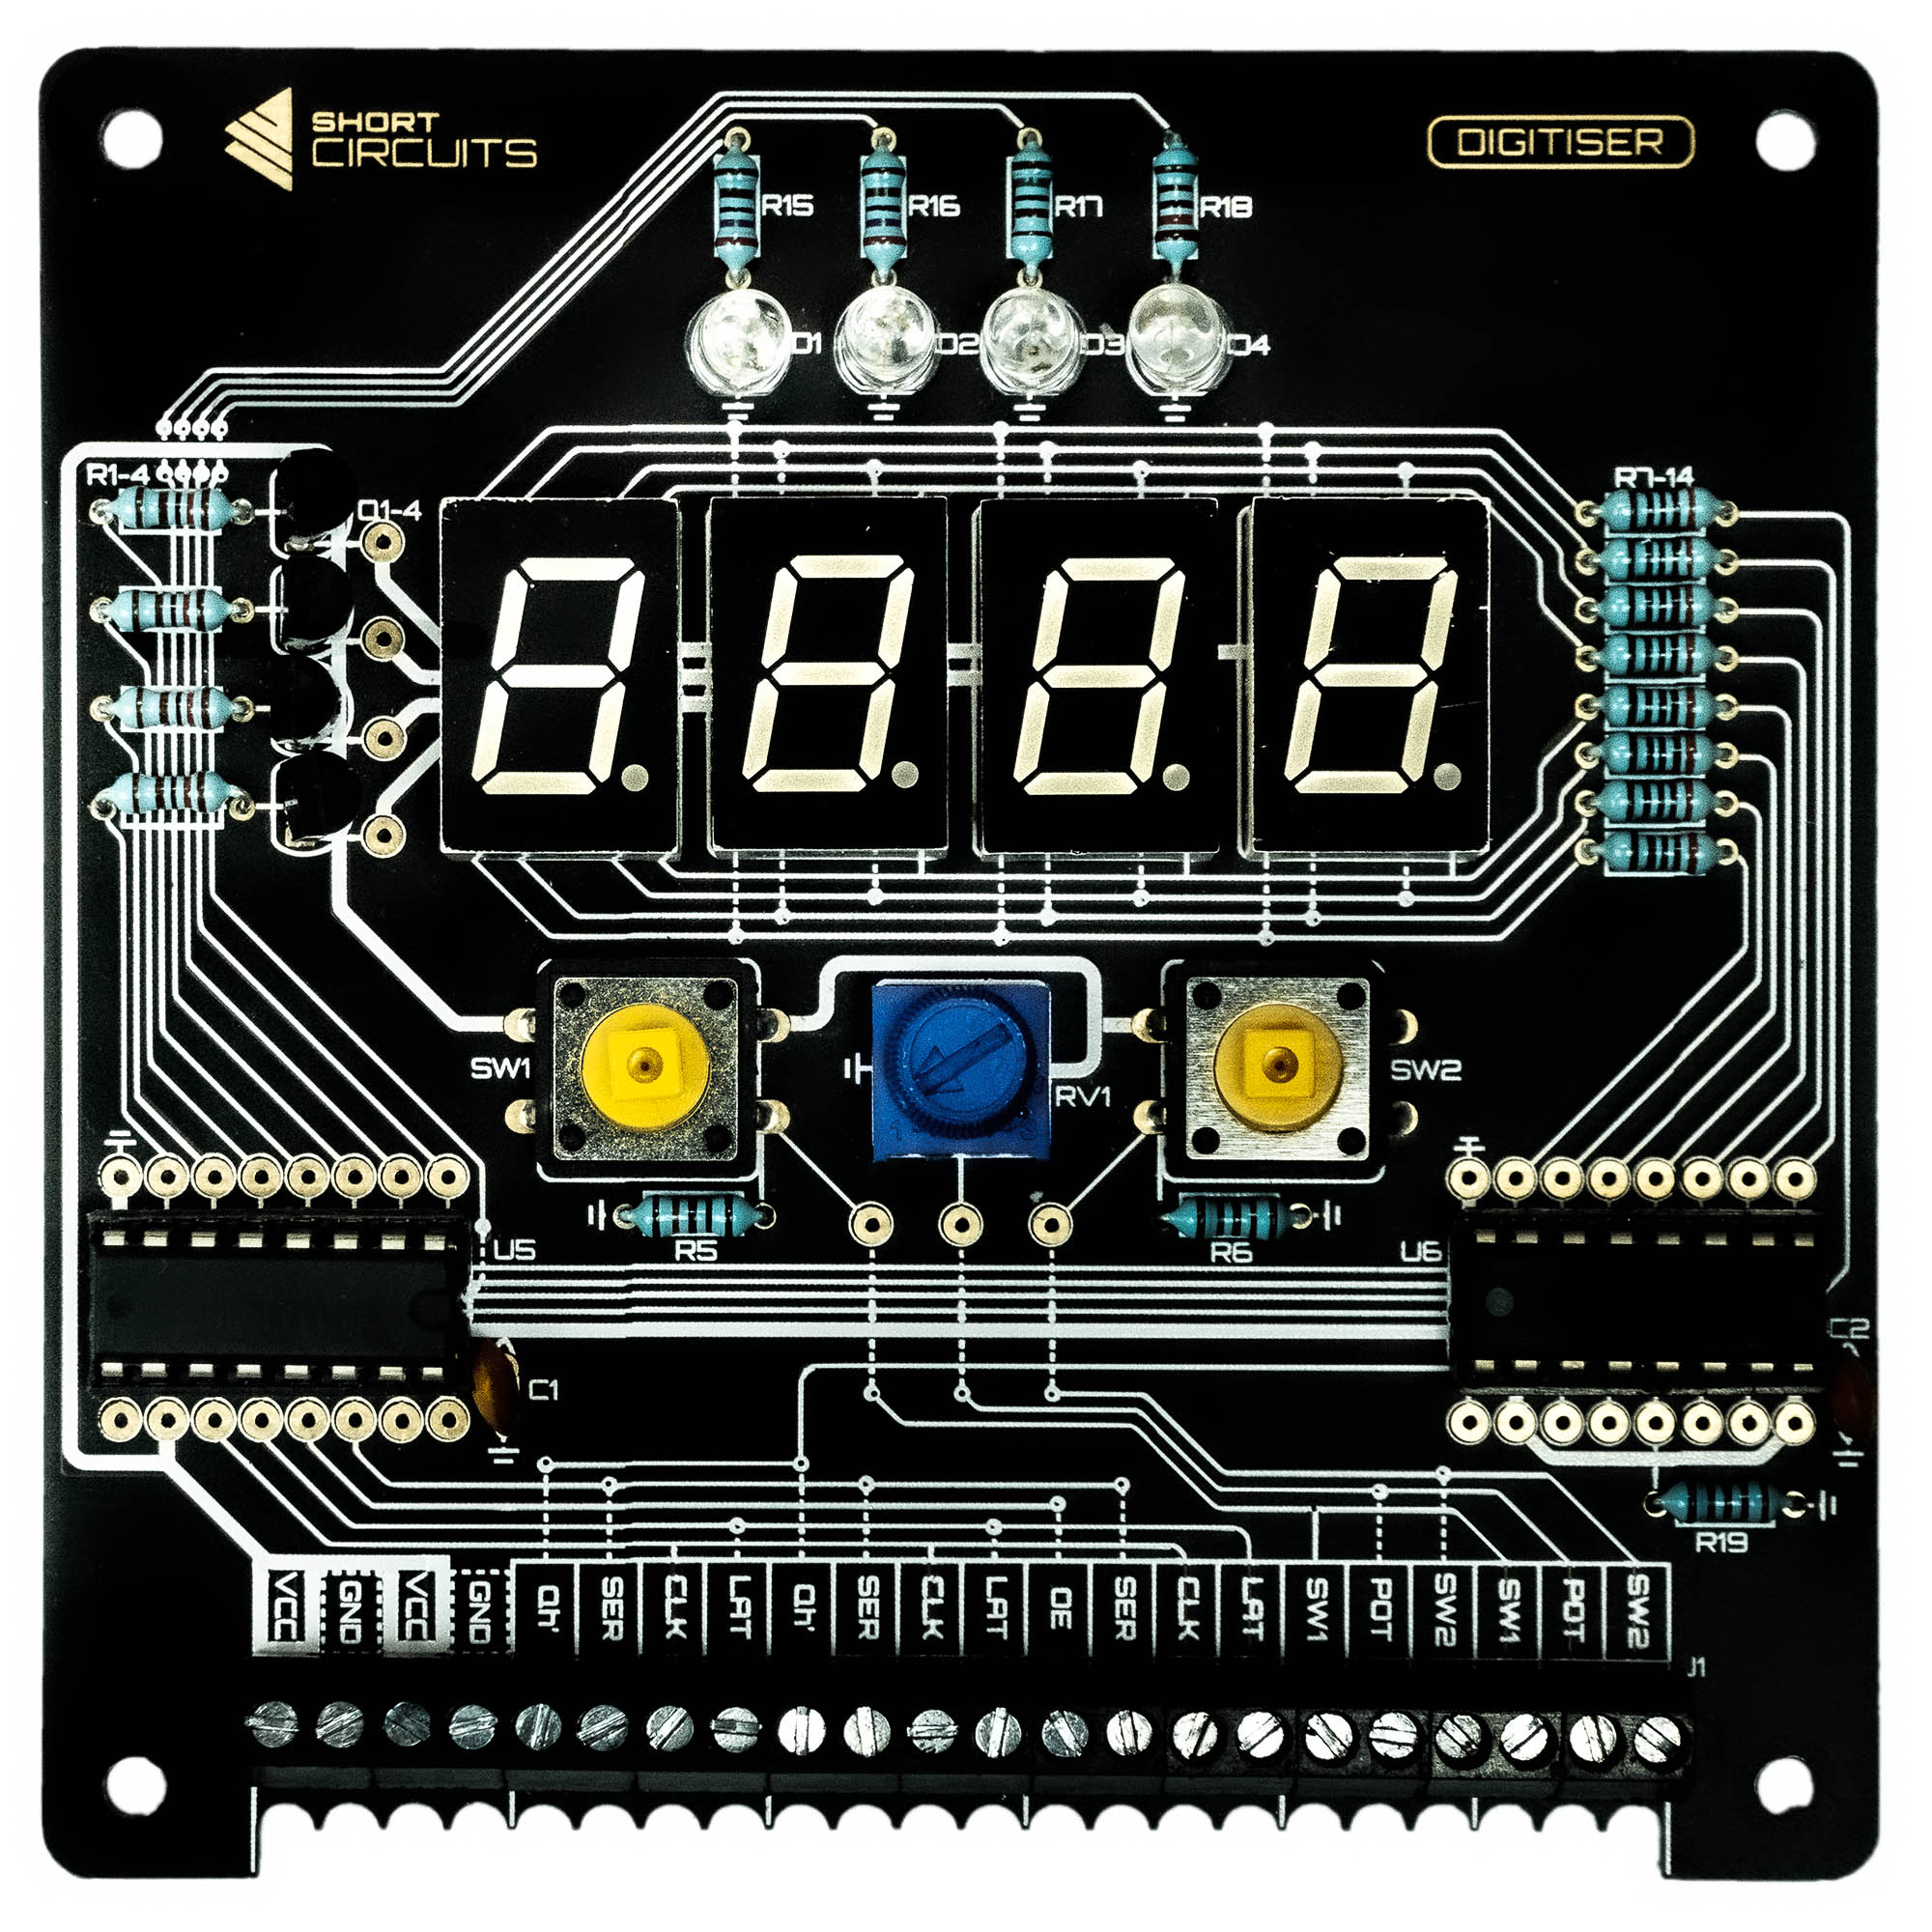 SHORT
CIRCUITS
DIGITISER
R15
R16
R17
R18
D1
D2
D3
D4
R1-4
Q1-4
R7-14
SW1
RV1
SW2
1
3
R5
R6
U5
U6
C1
C2
R19
VCC
GND
VCC
GND
Qh'
SER
CLK
LAT
Qh'
SER
CLK
LAT
OE
SER
CLK
LAT
SW1
POT
SW2
SW1
POT
SW2
J1